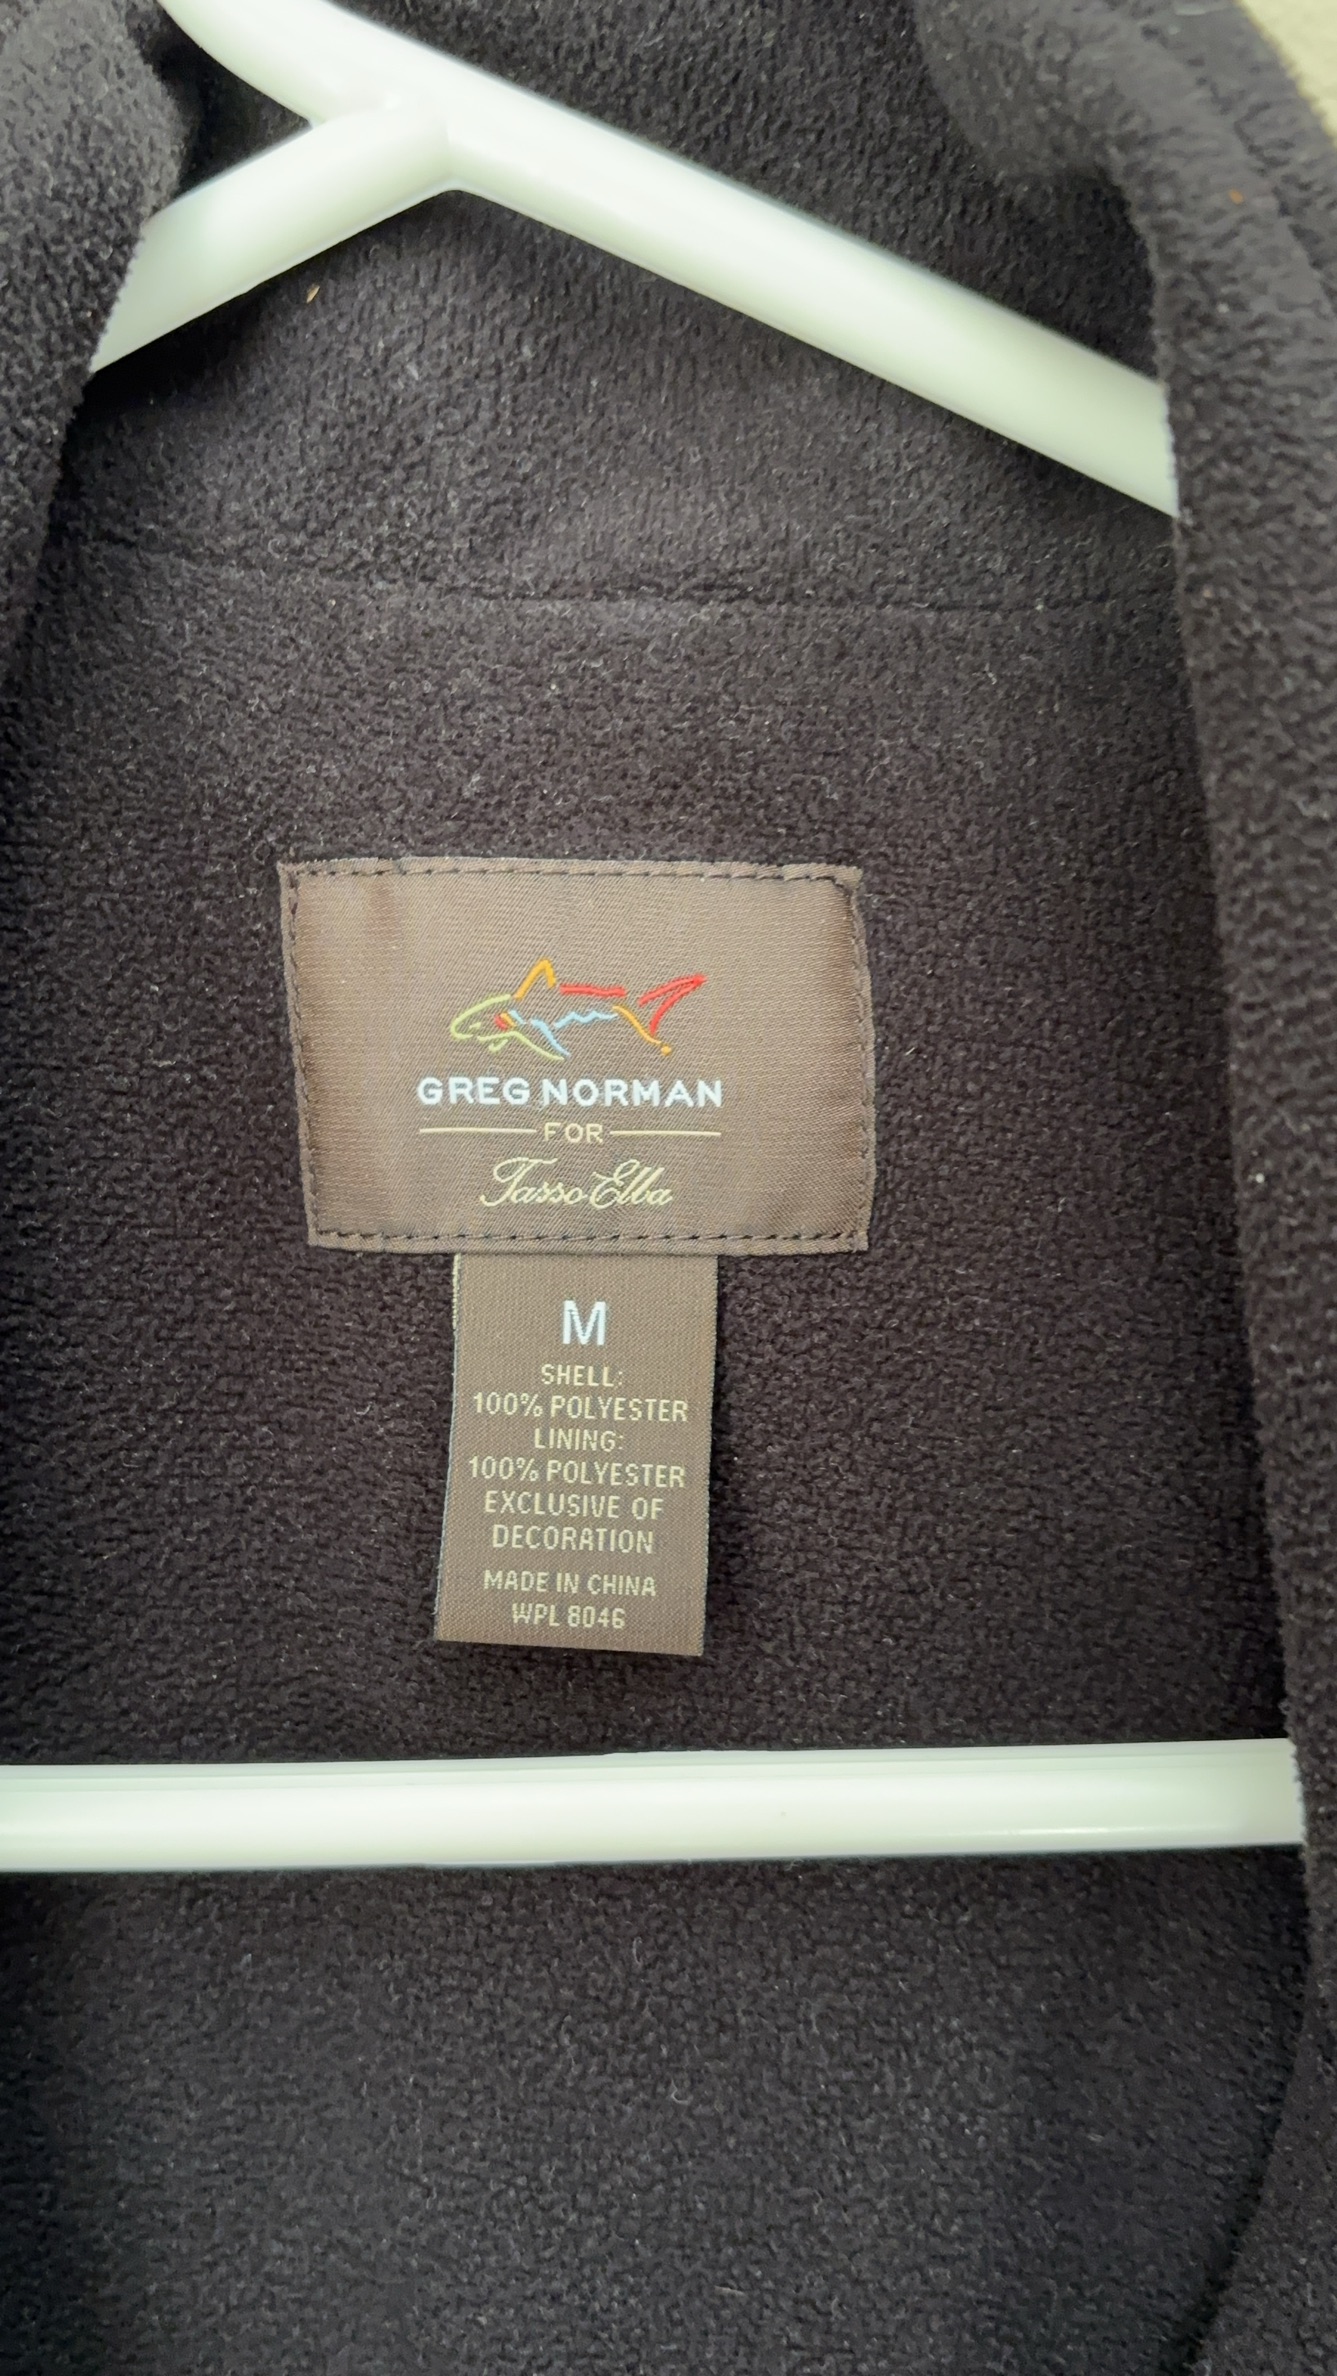 GREG NORMAN
FOR
Tasso Elba
M
SHELL:
100% POLYESTER
LINING:
100% POLYESTER
EXCLUSIVE OF
DECORATION
MADE IN CHINA
WPL 8046